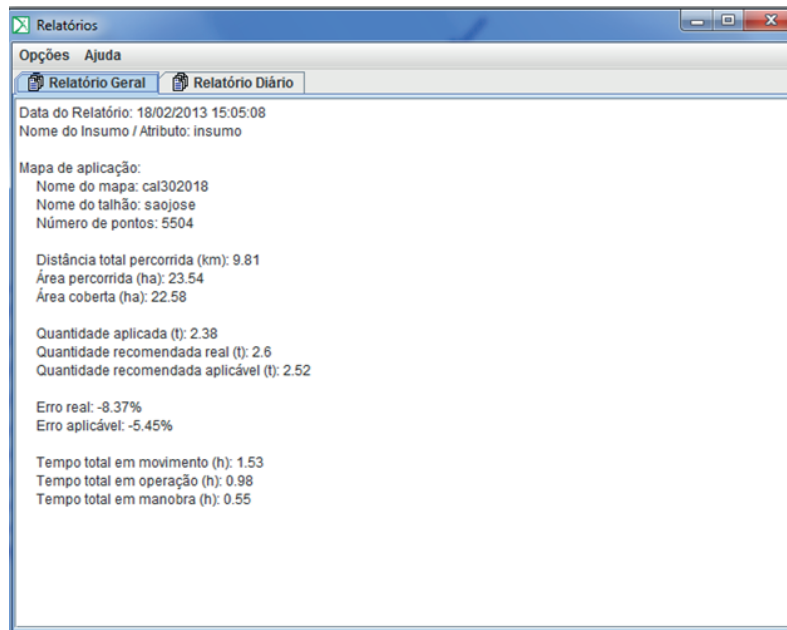 Relatórios
Opções Ajuda
Relatório Geral Relatório Diário
Data do Relatório: 18/02/2013 15:05:08
Nome do Insumo / Atributo: insumo
Mapa de aplicação:
Nome do mapa: cal302018
Nome do talhão: saojose
Número de pontos: 5504
Distância total percorrida (km): 9.81
Área percorrida (ha): 23.54
Área coberta (ha): 22.58
Quantidade aplicada (t): 2.38
Quantidade recomendada real (t): 2.6
Quantidade recomendada aplicável (t): 2.52
Erro real: -8.37%
Erro aplicável: -5.45%
Tempo total em movimento (h): 1.53
Tempo total em operação (h): 0.98
Tempo total em manobra (h): 0.55